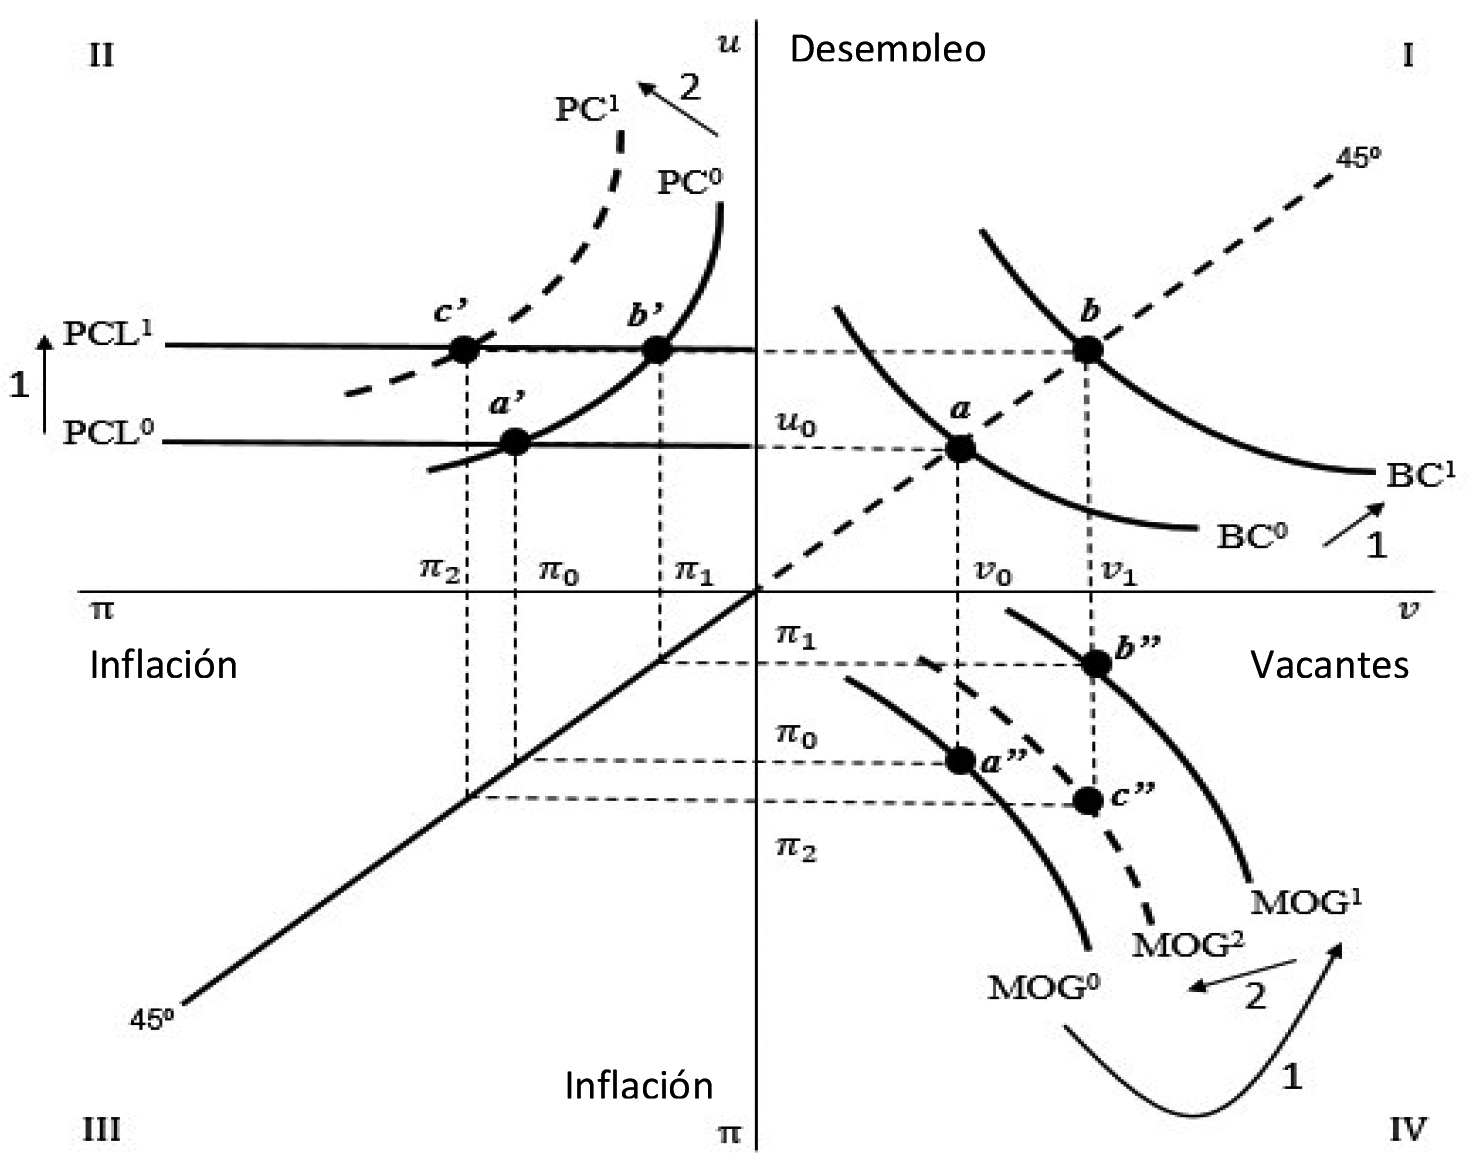 II
u
Desempleo
I
2
PC¹
45º
PC⁰
c’
b’
b
PCL¹
1
a’
a
PCL⁰
u₀
BC¹
BC⁰
1
π₂
π₀
π₁
v₀
v₁
π
v
Inflación
π₁
b”
Vacantes
π₀
a”
c”
π₂
MOG¹
MOG²
MOG⁰
2
45º
1
Inflación
III
π
IV